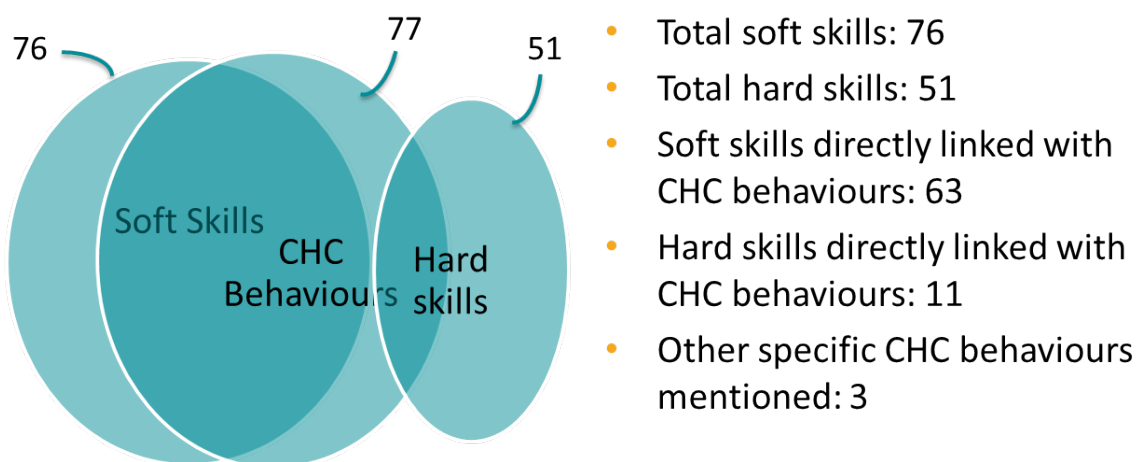 76
77
51
Soft Skills
CHC
Behaviours
Hard
skills
• Total soft skills: 76
• Total hard skills: 51
• Soft skills directly linked with
CHC behaviours: 63
• Hard skills directly linked with
CHC behaviours: 11
• Other specific CHC behaviours
mentioned: 3